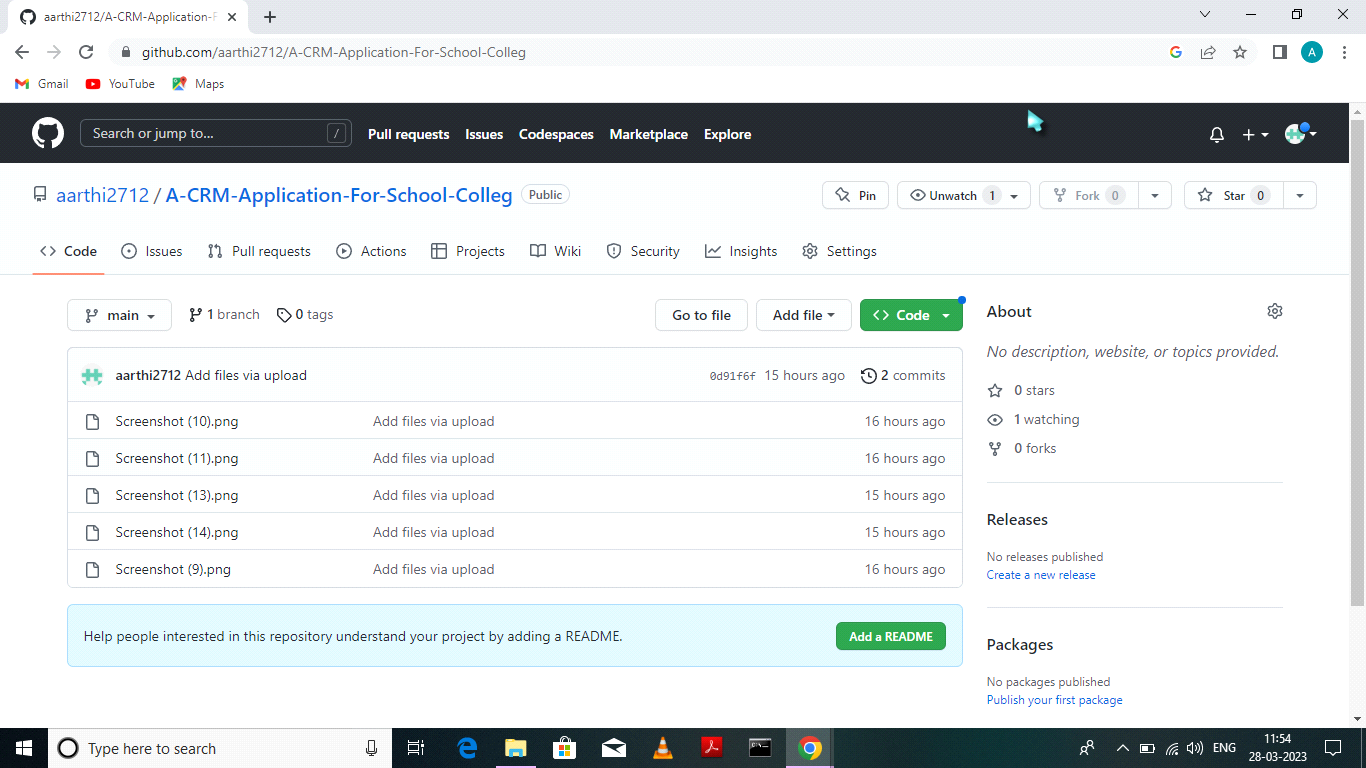 aarthi2712/A-CRM-Application-F
github.com/aarthi2712/A-CRM-Application-For-School-Colleg
A
Gmail YouTube Maps
Search or jump to... / Pull requests Issues Codespaces Marketplace Explore
aarthi2712 / A-CRM-Application-For-School-Colleg Public Pin Unwatch 1 Fork 0 Star 0
Code Issues Pull requests Actions Projects Wiki Security Insights Settings
main 1 branch 0 tags Go to file Add file Code
aarthi2712 Add files via upload 0d91f6f 15 hours ago 2 commits
Screenshot (10).png Add files via upload 16 hours ago
Screenshot (11).png Add files via upload 16 hours ago
Screenshot (13).png Add files via upload 15 hours ago
Screenshot (14).png Add files via upload 15 hours ago
Screenshot (9).png Add files via upload 16 hours ago
Help people interested in this repository understand your project by adding a README. Add a README
About
No description, website, or topics provided.
0 stars
1 watching
0 forks
Releases
No releases published
Create a new release
Packages
No packages published
Publish your first package
Type here to search
ENG
11:54
28-03-2023